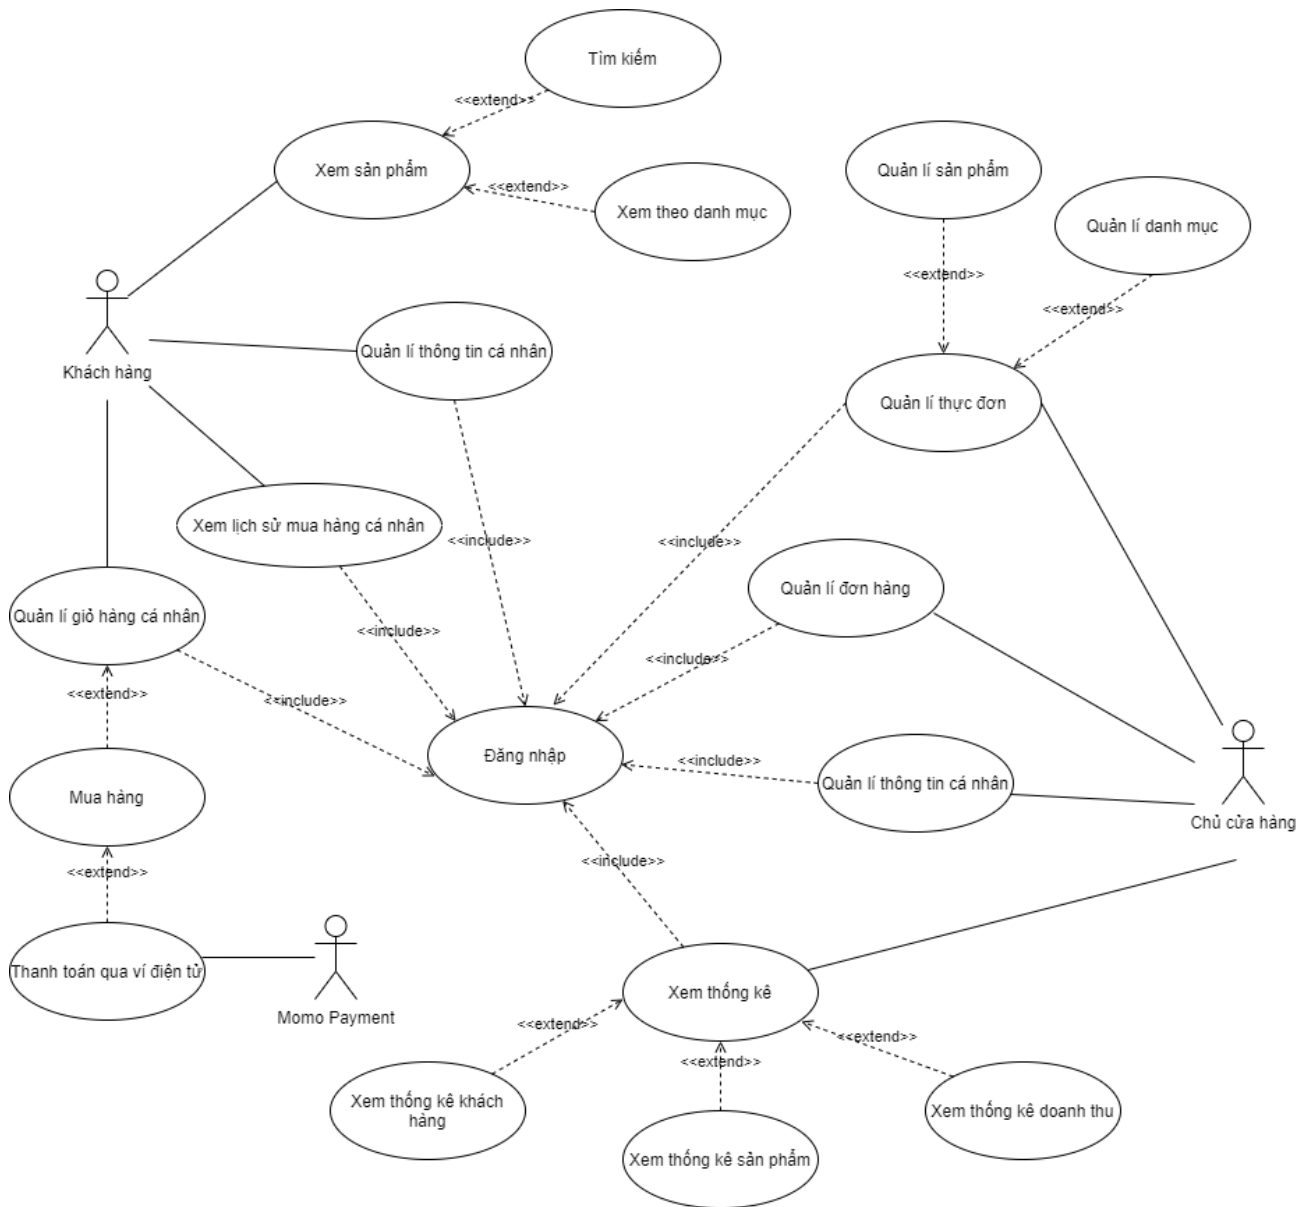 Tìm kiếm
<<extend>>
Xem sản phẩm
Quản lí sản phẩm
<<extend>>
Xem theo danh mục
Quản lí danh mục
<<extend>>
<<extend>>
Khách hàng
Quản lí thông tin cá nhân
Quản lí thực đơn
Xem lịch sử mua hàng cá nhân
<<include>>
<<include>>
Quản lí đơn hàng
Quản lí giỏ hàng cá nhân
<<include>>
<<include>>
<<extend>>
<<include>>
Đăng nhập
<<include>>
Quản lí thông tin cá nhân
Mua hàng
Chủ cửa hàng
<<include>>
<<extend>>
Thanh toán qua ví điện tử
Momo Payment
Xem thống kê
<<extend>>
<<extend>>
<<extend>>
Xem thống kê khách
hàng
Xem thống kê doanh thu
Xem thống kê sản phẩm